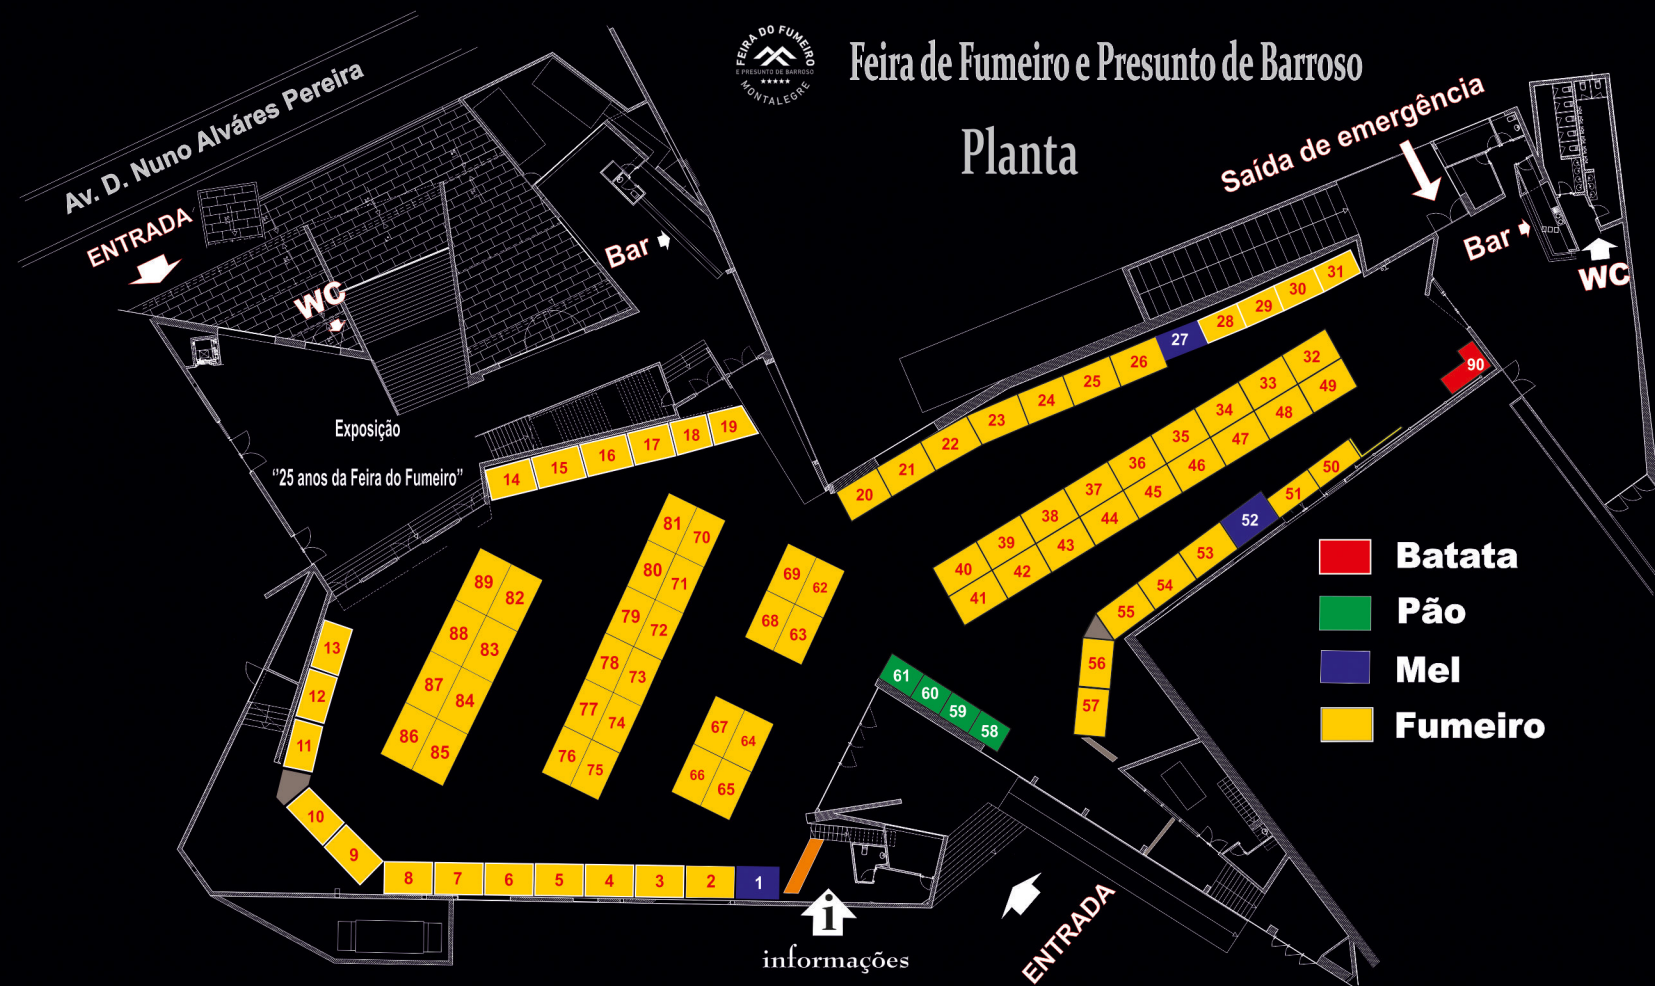 FEIRA DO FUMEIRO
E PRESUNTO DE BARROSO
MONTALEGRE
Feira de Fumeiro e Presunto de Barroso
Planta
Av. D. Nuno Alváres Pereira
ENTRADA
WC
Bar
Saída de emergência
Bar
WC
Exposição
‘’25 anos da Feira do Fumeiro”
14 15 16 17 18 19
20 21 22 23 24 25 26 27 28 29 30 31
32 33 34 35 36 37 38 39 40
49 48 47 46 45 44 43 42 41
90
50 51 52 53 54 55 56 57
61 60 59 58
89 82
88 83
87 84
86 85
81 70
80 71
79 72
78 73
77 74
76 75
69 62
68 63
67 64
66 65
13
12
11
10
9
8 7 6 5 4 3 2 1
Batata
Pão
Mel
Fumeiro
i
informações
ENTRADA